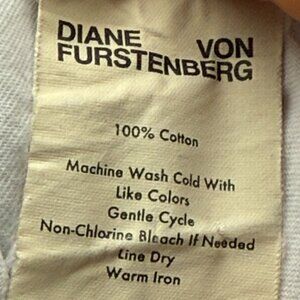 DIANE VON
FURSTENBERG
100% Cotton
Machine Wash Cold With
Like Colors
Gentle Cycle
Non-Chlorine Bleach If Needed
Line Dry
Warm Iron